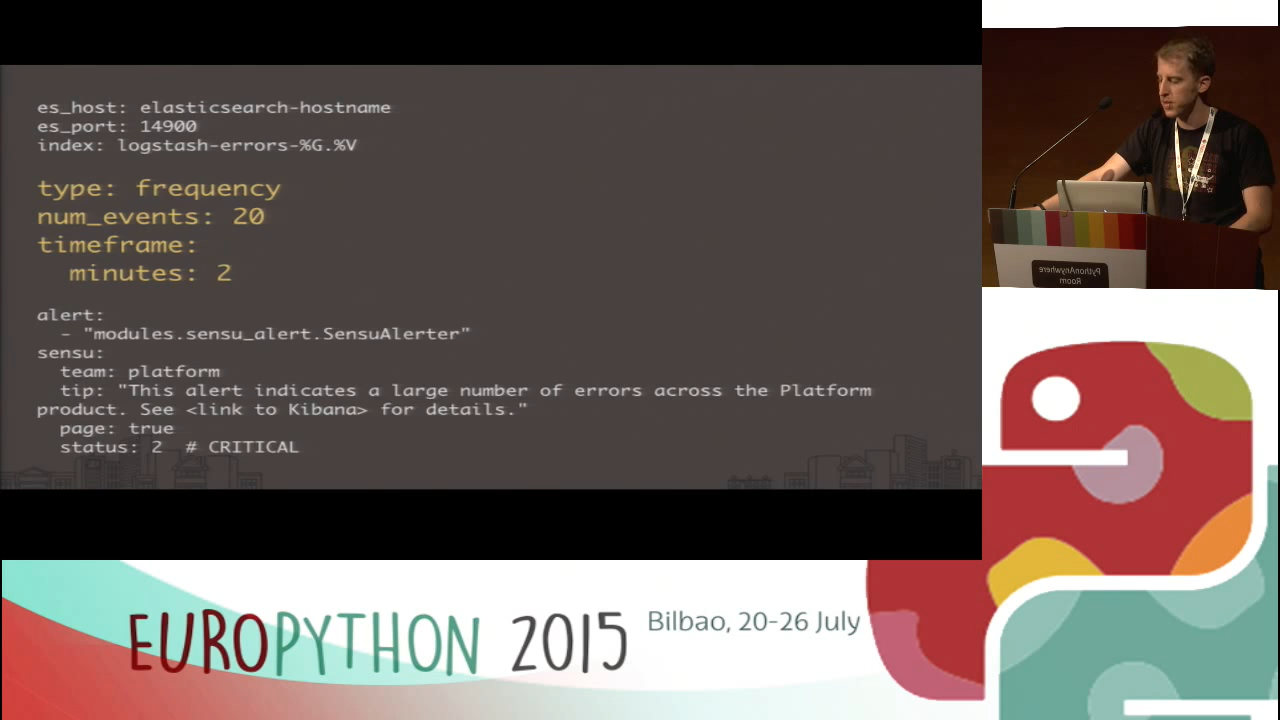 es_host: elasticsearch-hostname
es_port: 14900
index: logstash-errors-%G.%V
type: frequency
num_events: 20
timeframe:
  minutes: 2
alert:
  - "modules.sensu_alert.SensuAlerter"
sensu:
  team: platform
  tip: "This alert indicates a large number of errors across the Platform
product. See <link to Kibana> for details."
  page: true
  status: 2  # CRITICAL
PythonAnywhere
Room
EUROPYTHON 2015
Bilbao, 20-26 July